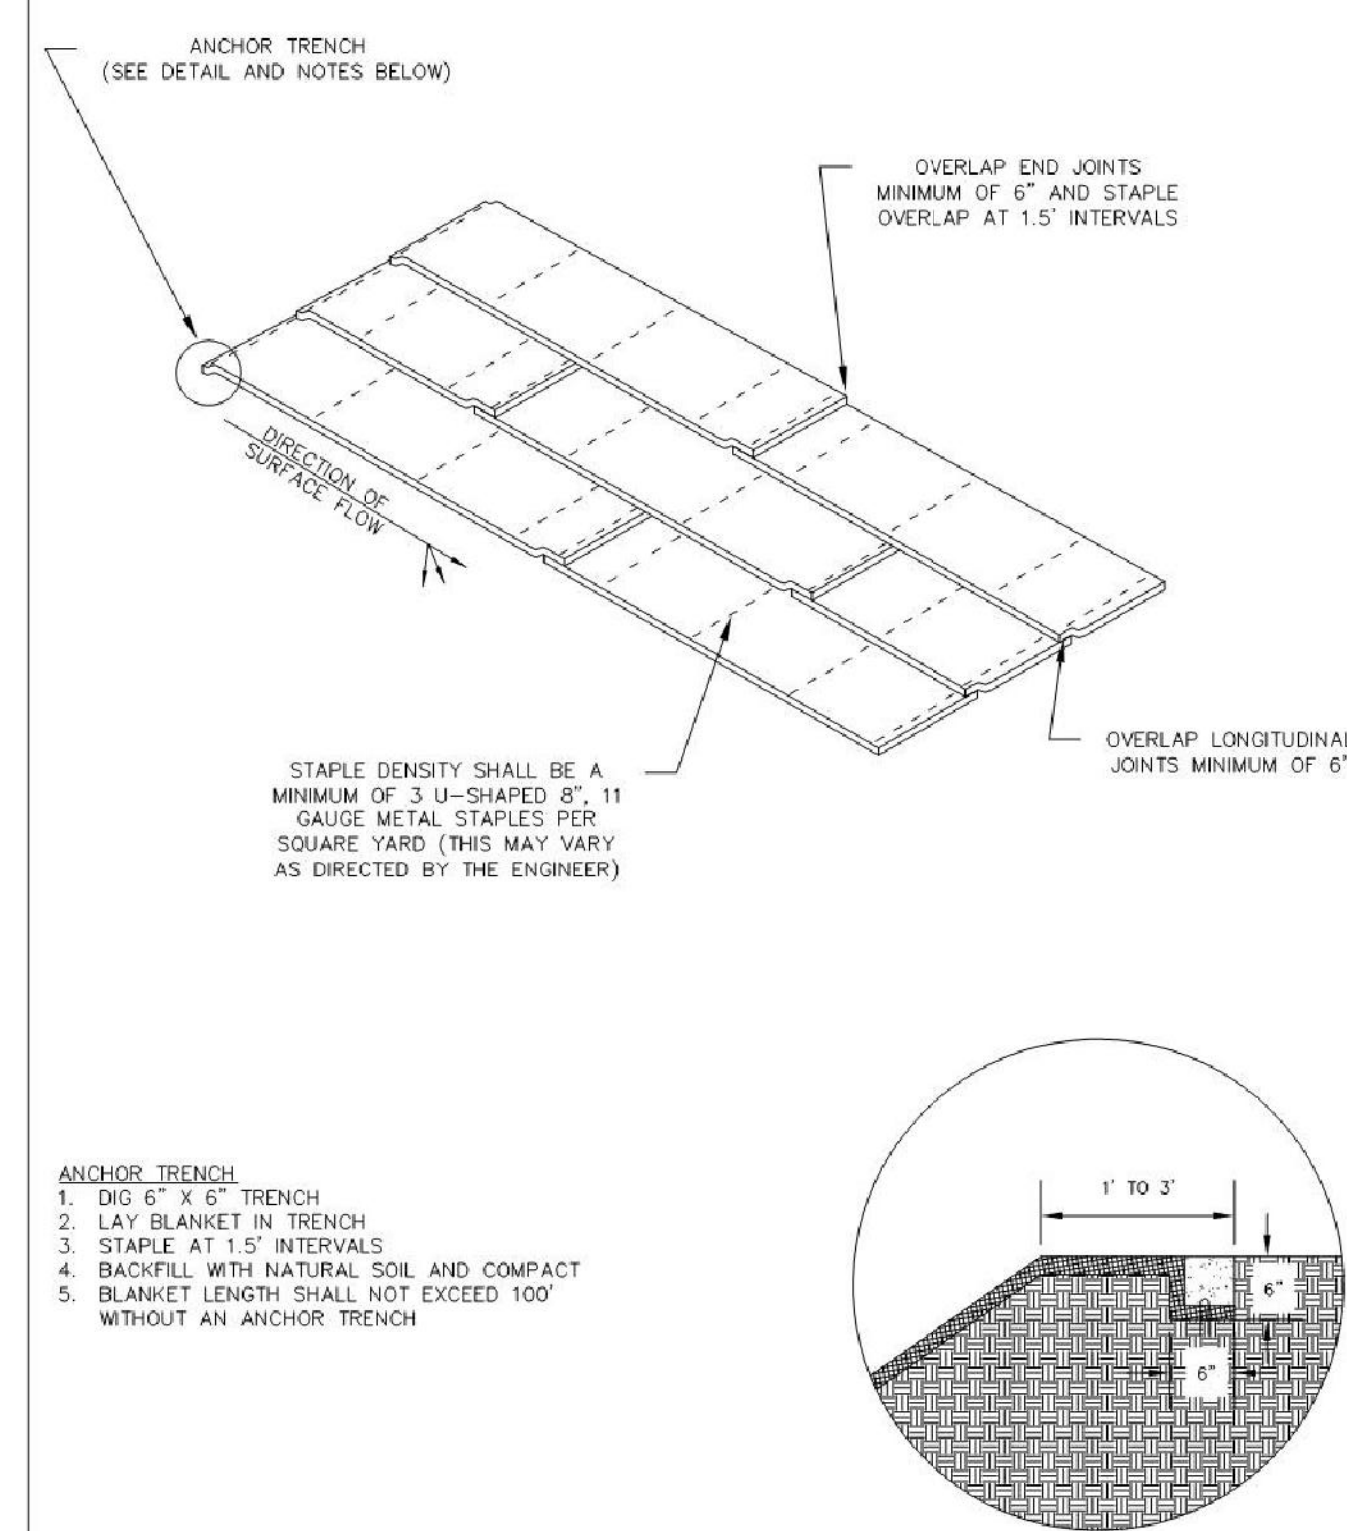 ANCHOR TRENCH
(SEE DETAIL AND NOTES BELOW)
OVERLAP END JOINTS
MINIMUM OF 6" AND STAPLE
OVERLAP AT 1.5' INTERVALS
DIRECTION OF
SURFACE FLOW
OVERLAP LONGITUDINAL
JOINTS MINIMUM OF 6"
STAPLE DENSITY SHALL BE A
MINIMUM OF 3 U-SHAPED 8", 11
GAUGE METAL STAPLES PER
SQUARE YARD (THIS MAY VARY
AS DIRECTED BY THE ENGINEER)
ANCHOR TRENCH
1. DIG 6" X 6" TRENCH
2. LAY BLANKET IN TRENCH
3. STAPLE AT 1.5' INTERVALS
4. BACKFILL WITH NATURAL SOIL AND COMPACT
5. BLANKET LENGTH SHALL NOT EXCEED 100'
WITHOUT AN ANCHOR TRENCH
1' TO 3'
6"
6"